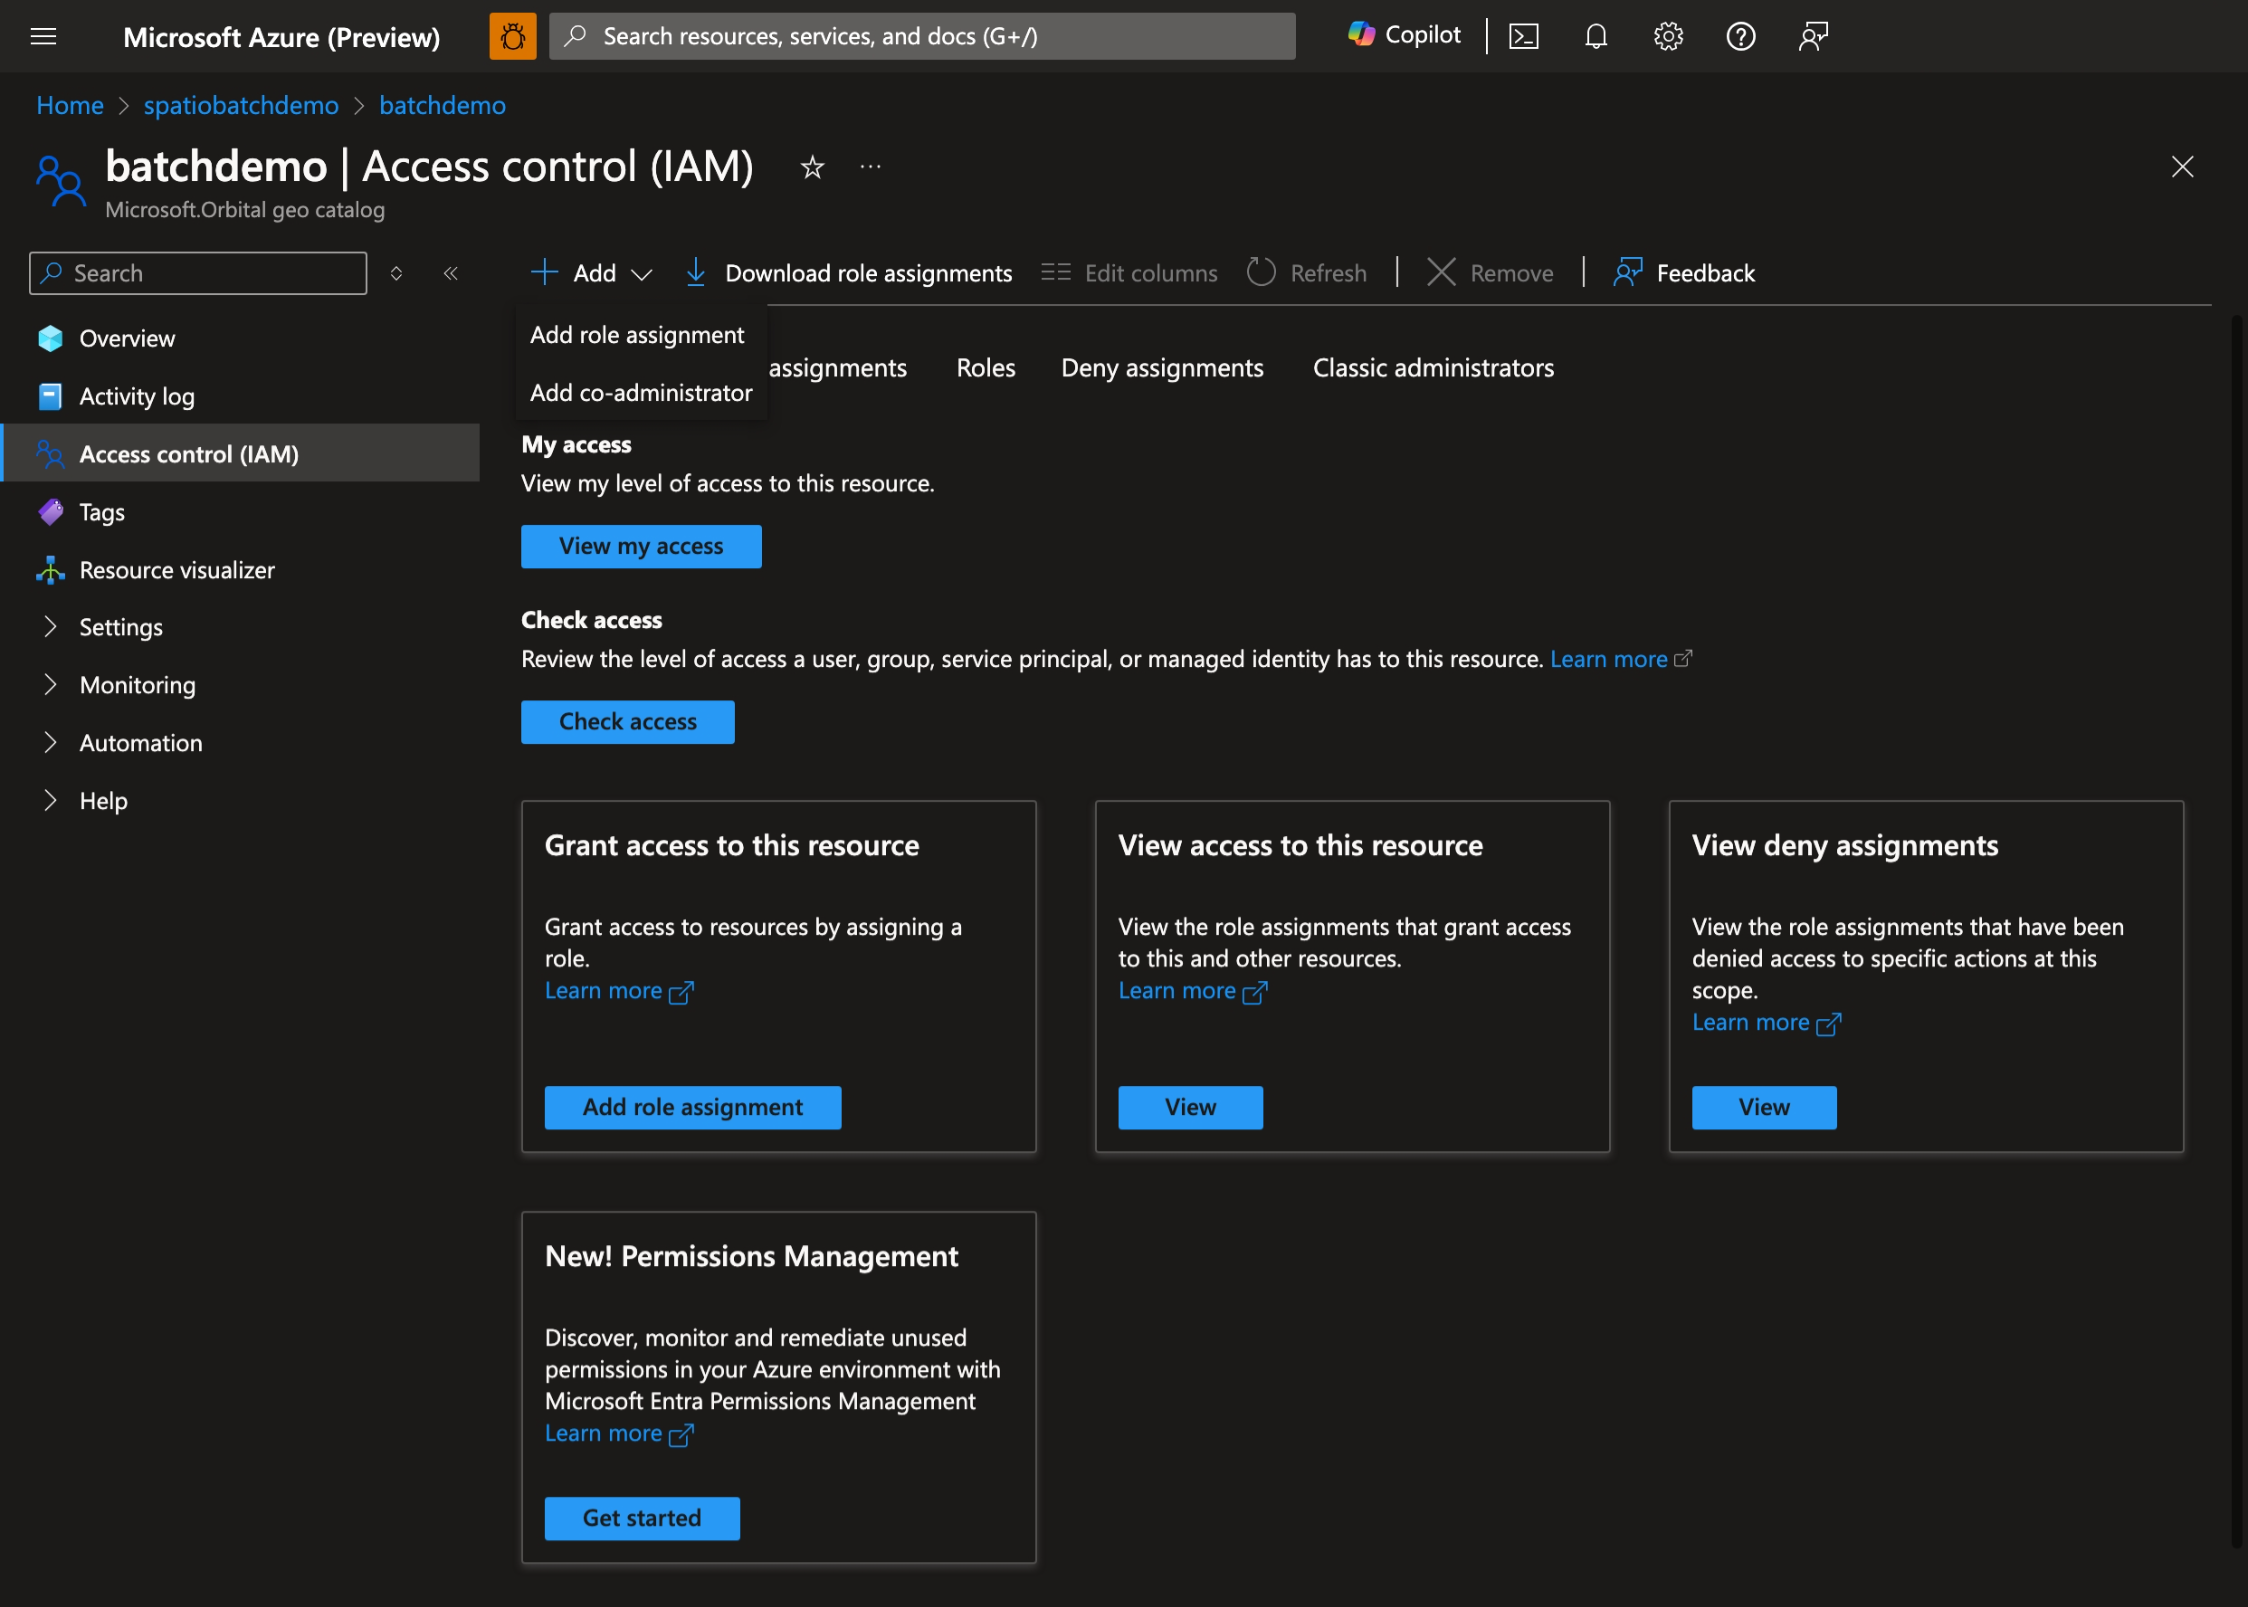 Microsoft Azure (Preview)
Search resources, services, and docs (G+/)
Copilot
Home > spatiobatchdemo > batchdemo
batchdemo | Access control (IAM)
Microsoft.Orbital geo catalog
Search
Add
Download role assignments
Edit columns
Refresh
Remove
Feedback
Overview
Activity log
Access control (IAM)
Tags
Resource visualizer
Settings
Monitoring
Automation
Help
Add role assignment
Add co-administrator
assignments
Roles
Deny assignments
Classic administrators
My access
View my level of access to this resource.
View my access
Check access
Review the level of access a user, group, service principal, or managed identity has to this resource. Learn more
Check access
Grant access to this resource
Grant access to resources by assigning a
role.
Learn more
Add role assignment
View access to this resource
View the role assignments that grant access
to this and other resources.
Learn more
View
View deny assignments
View the role assignments that have been
denied access to specific actions at this
scope.
Learn more
View
New! Permissions Management
Discover, monitor and remediate unused
permissions in your Azure environment with
Microsoft Entra Permissions Management
Learn more
Get started